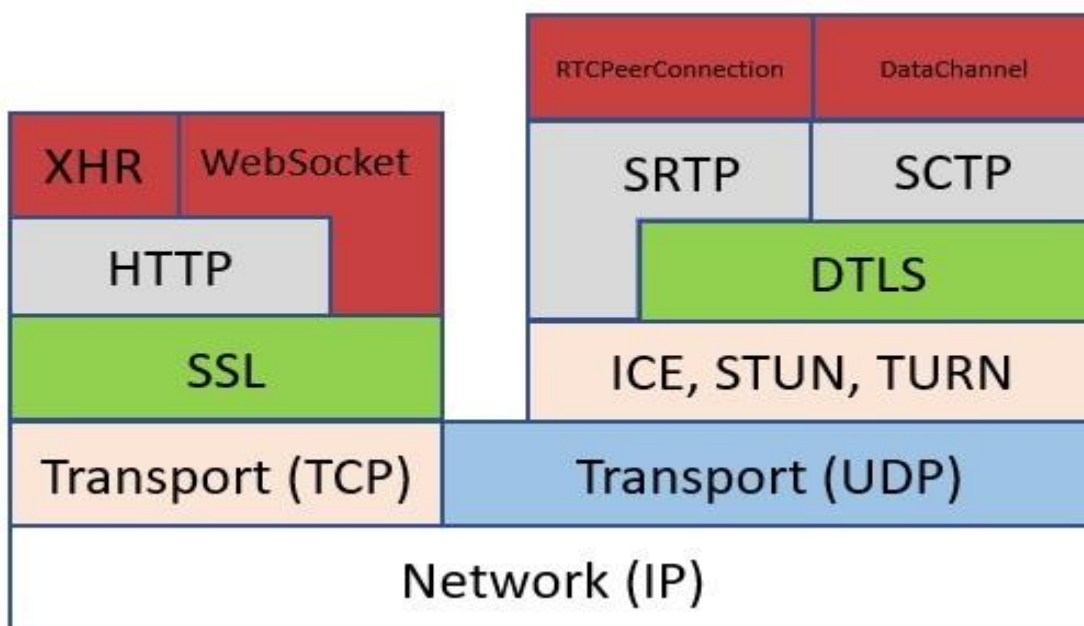 RTCPeerConnection
DataChannel
XHR
WebSocket
SRTP
SCTP
HTTP
DTLS
SSL
ICE, STUN, TURN
Transport (TCP)
Transport (UDP)
Network (IP)